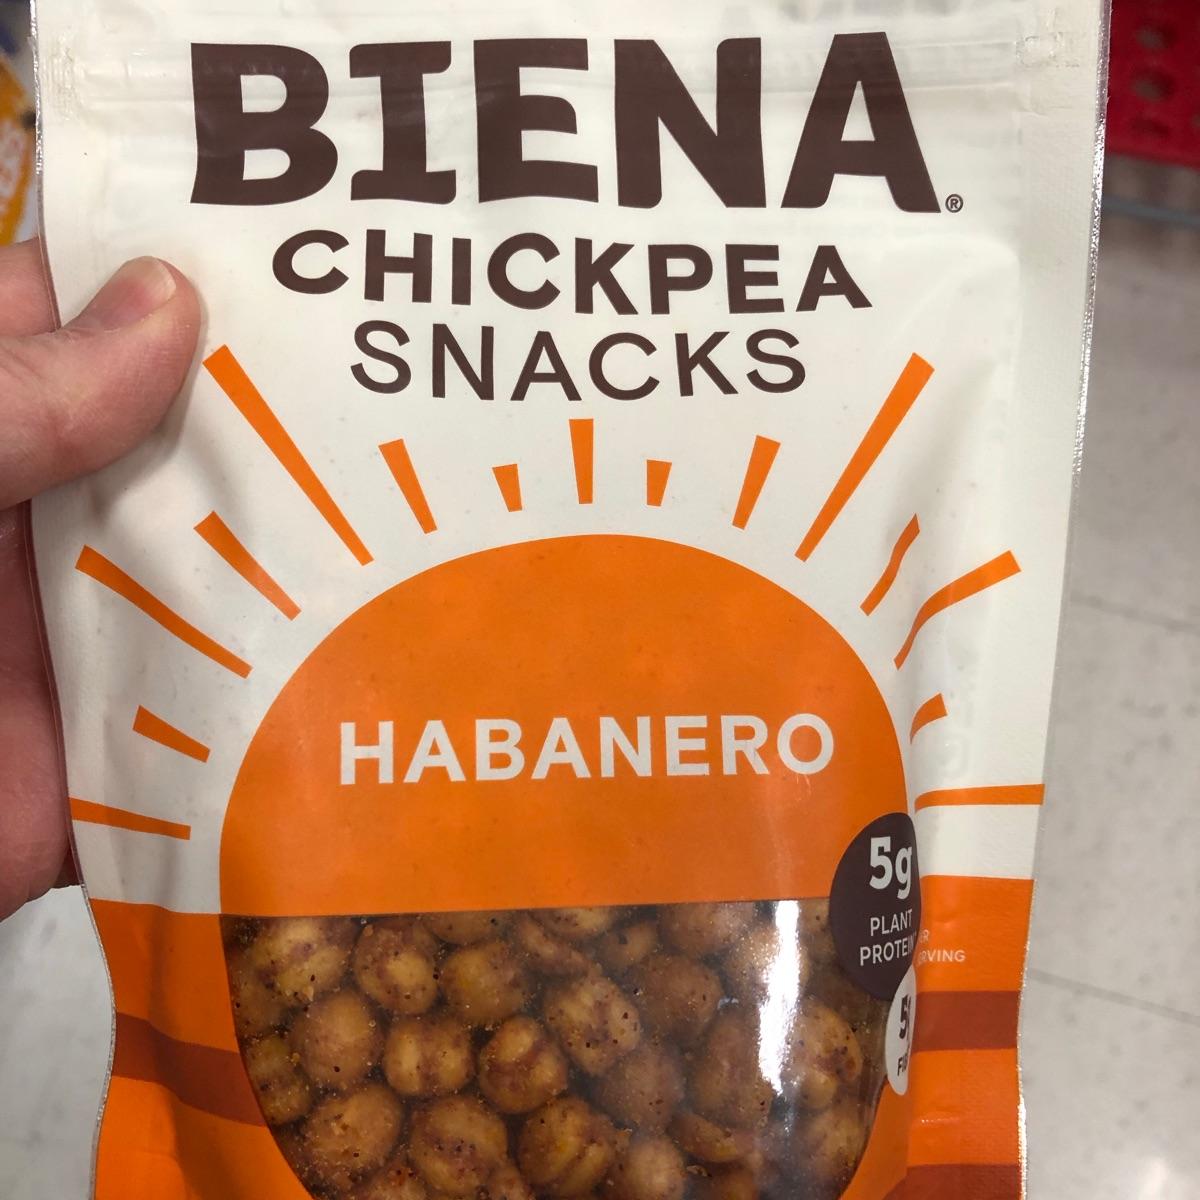 BIENA®
CHICKPEA
SNACKS
HABANERO
5g
PLANT
PROTEIN